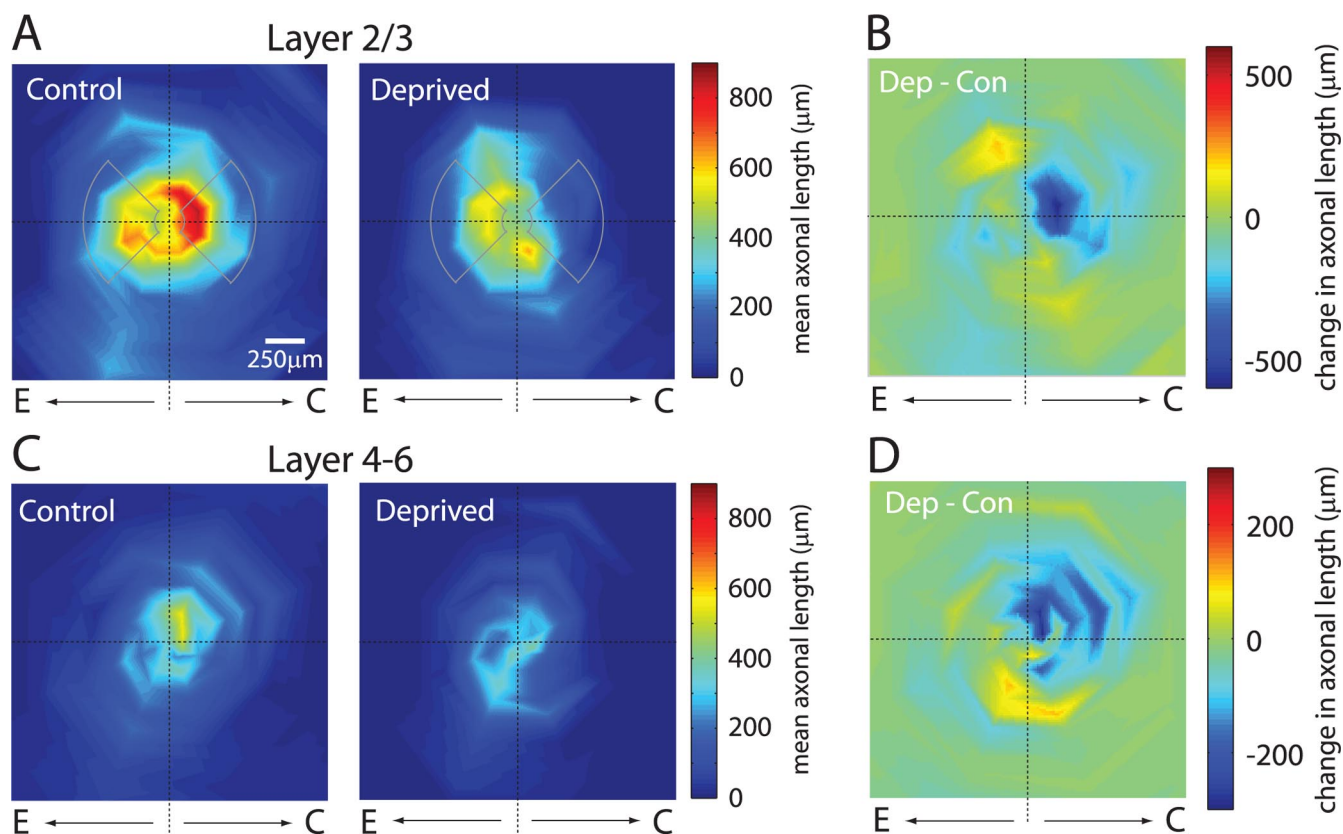 A
Layer 2/3
Control
250μm
E
C
Deprived
E
C
800
600
400
200
0
mean axonal length (μm)
B
Dep - Con
E
C
500
0
-500
change in axonal length (μm)
C
Layer 4-6
Control
E
C
Deprived
E
C
800
600
400
200
0
mean axonal length (μm)
D
Dep - Con
E
C
200
0
-200
change in axonal length (μm)